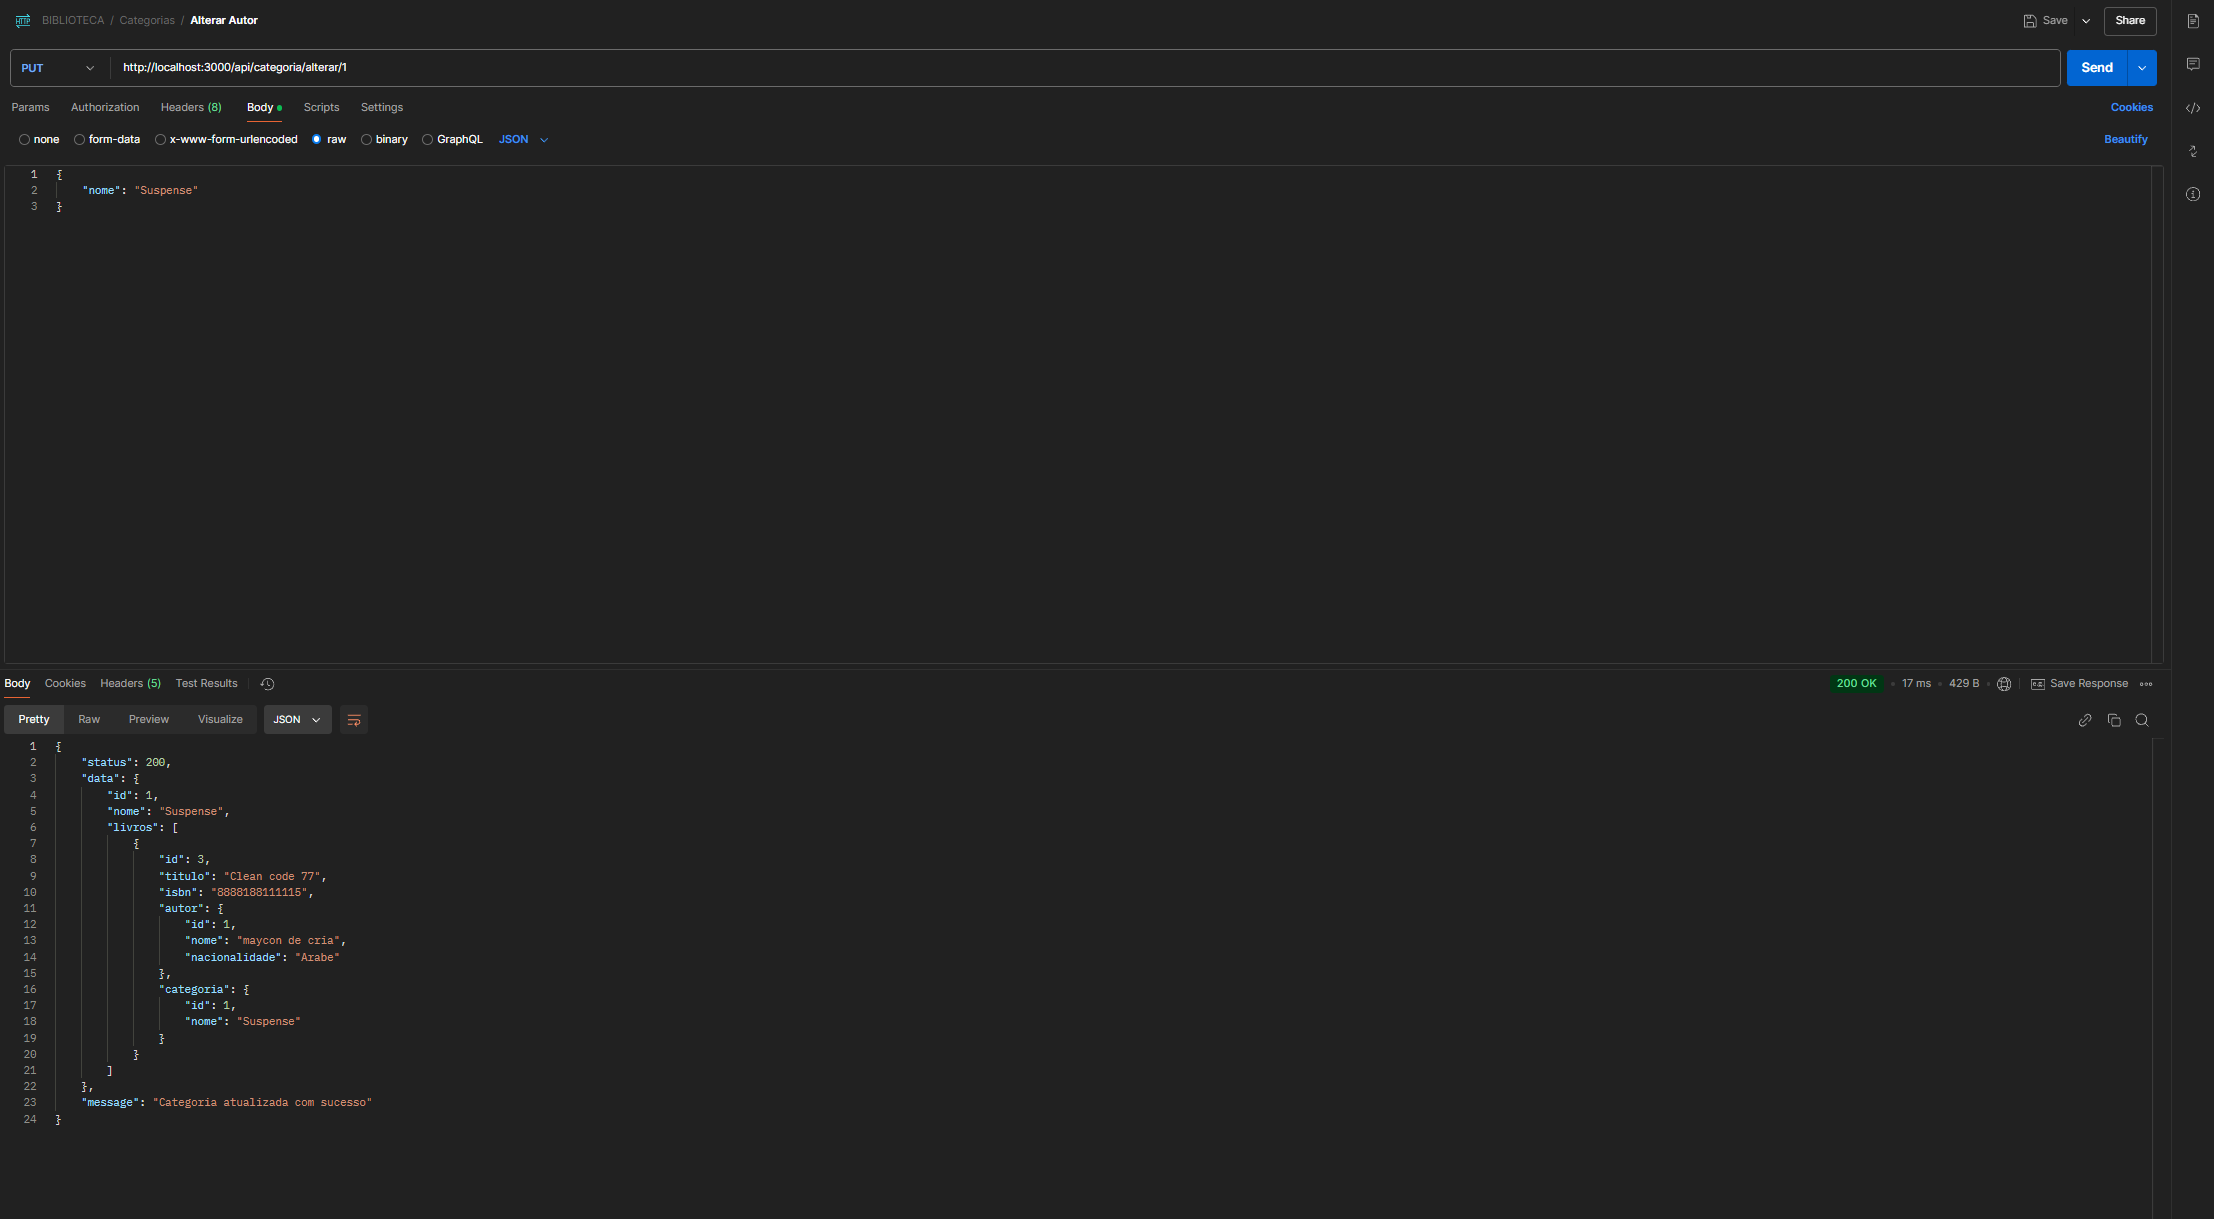 BIBLIOTECA / Categorias / Alterar Autor
Save
Share
PUT
http://localhost:3000/api/categoria/alterar/1
Send
Params Authorization Headers (8) Body Scripts Settings
Cookies
none form-data x-www-form-urlencoded raw binary GraphQL JSON
Beautify
1 {
2 "nome": "Suspense"
3 }
Body Cookies Headers (5) Test Results
200 OK • 17 ms • 429 B
Save Response
Pretty Raw Preview Visualize JSON
1 {
2 "status": 200,
3 "data": {
4 "id": 1,
5 "nome": "Suspense",
6 "livros": [
7 {
8 "id": 3,
9 "titulo": "Clean code 77",
10 "isbn": "8888188111115",
11 "autor": {
12 "id": 1,
13 "nome": "maycon de cria",
14 "nacionalidade": "Arabe"
15 },
16 "categoria": {
17 "id": 1,
18 "nome": "Suspense"
19 }
20 }
21 ]
22 },
23 "message": "Categoria atualizada com sucesso"
24 }